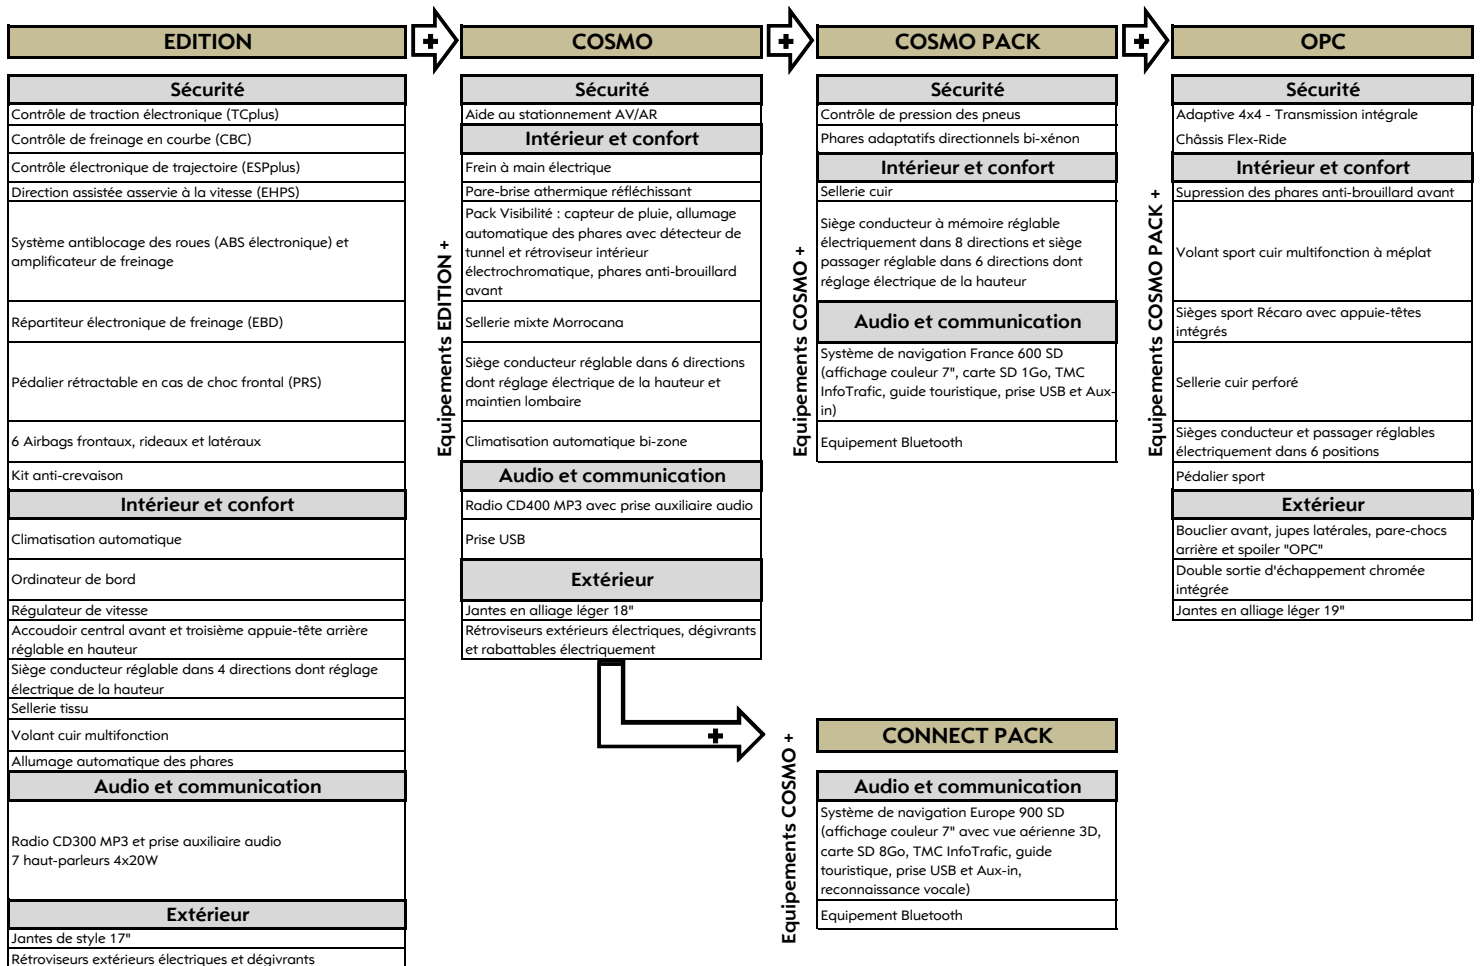 EDITION
Sécurité
Contrôle de traction électronique (TCplus)
Contrôle de freinage en courbe (CBC)
Contrôle électronique de trajectoire (ESPplus)
Direction assistée asservie à la vitesse (EHPS)
Système antiblocage des roues (ABS électronique) et
amplificateur de freinage
Répartiteur électronique de freinage (EBD)
Pédalier rétractable en cas de choc frontal (PRS)
6 Airbags frontaux, rideaux et latéraux
Kit anti-crevaison
Intérieur et confort
Climatisation automatique
Ordinateur de bord
Régulateur de vitesse
Accoudoir central avant et troisième appuie-tête arrière
réglable en hauteur
Siège conducteur réglable dans 4 directions dont réglage
électrique de la hauteur
Sellerie tissu
Volant cuir multifonction
Allumage automatique des phares
Audio et communication
Radio CD300 MP3 et prise auxiliaire audio
7 haut-parleurs 4x20W
Extérieur
Jantes de style 17"
Rétroviseurs extérieurs électriques et dégivrants
+
Equipements EDITION +
COSMO
Sécurité
Aide au stationnement AV/AR
Intérieur et confort
Frein à main électrique
Pare-brise athermique réfléchissant
Pack Visibilité : capteur de pluie, allumage
automatique des phares avec détecteur de
tunnel et rétroviseur intérieur
électrochromatique, phares anti-brouillard
avant
Sellerie mixte Morrocana
Siège conducteur réglable dans 6 directions
dont réglage électrique de la hauteur et
maintien lombaire
Climatisation automatique bi-zone
Audio et communication
Radio CD400 MP3 avec prise auxiliaire audio
Prise USB
Extérieur
Jantes en alliage léger 18"
Rétroviseurs extérieurs électriques, dégivrants
et rabattables électriquement
+
Equipements COSMO +
COSMO PACK
Sécurité
Contrôle de pression des pneus
Phares adaptatifs directionnels bi-xénon
Intérieur et confort
Sellerie cuir
Siège conducteur à mémoire réglable
électriquement dans 8 directions et siège
passager réglable dans 6 directions dont
réglage électrique de la hauteur
Audio et communication
Système de navigation France 600 SD
(affichage couleur 7", carte SD 1Go, TMC
InfoTrafic, guide touristique, prise USB et Aux-
in)
Equipement Bluetooth
+
Equipements COSMO PACK +
OPC
Sécurité
Adaptive 4x4 - Transmission intégrale
Châssis Flex-Ride
Intérieur et confort
Supression des phares anti-brouillard avant
Volant sport cuir multifonction à méplat
Sièges sport Récaro avec appuie-têtes
intégrés
Sellerie cuir perforé
Sièges conducteur et passager réglables
électriquement dans 6 positions
Pédalier sport
Extérieur
Bouclier avant, jupes latérales, pare-chocs
arrière et spoiler "OPC"
Double sortie d'échappement chromée
intégrée
Jantes en alliage léger 19"
+
Equipements COSMO +
CONNECT PACK
Audio et communication
Système de navigation Europe 900 SD
(affichage couleur 7" avec vue aérienne 3D,
carte SD 8Go, TMC InfoTrafic, guide
touristique, prise USB et Aux-in,
reconnaissance vocale)
Equipement Bluetooth